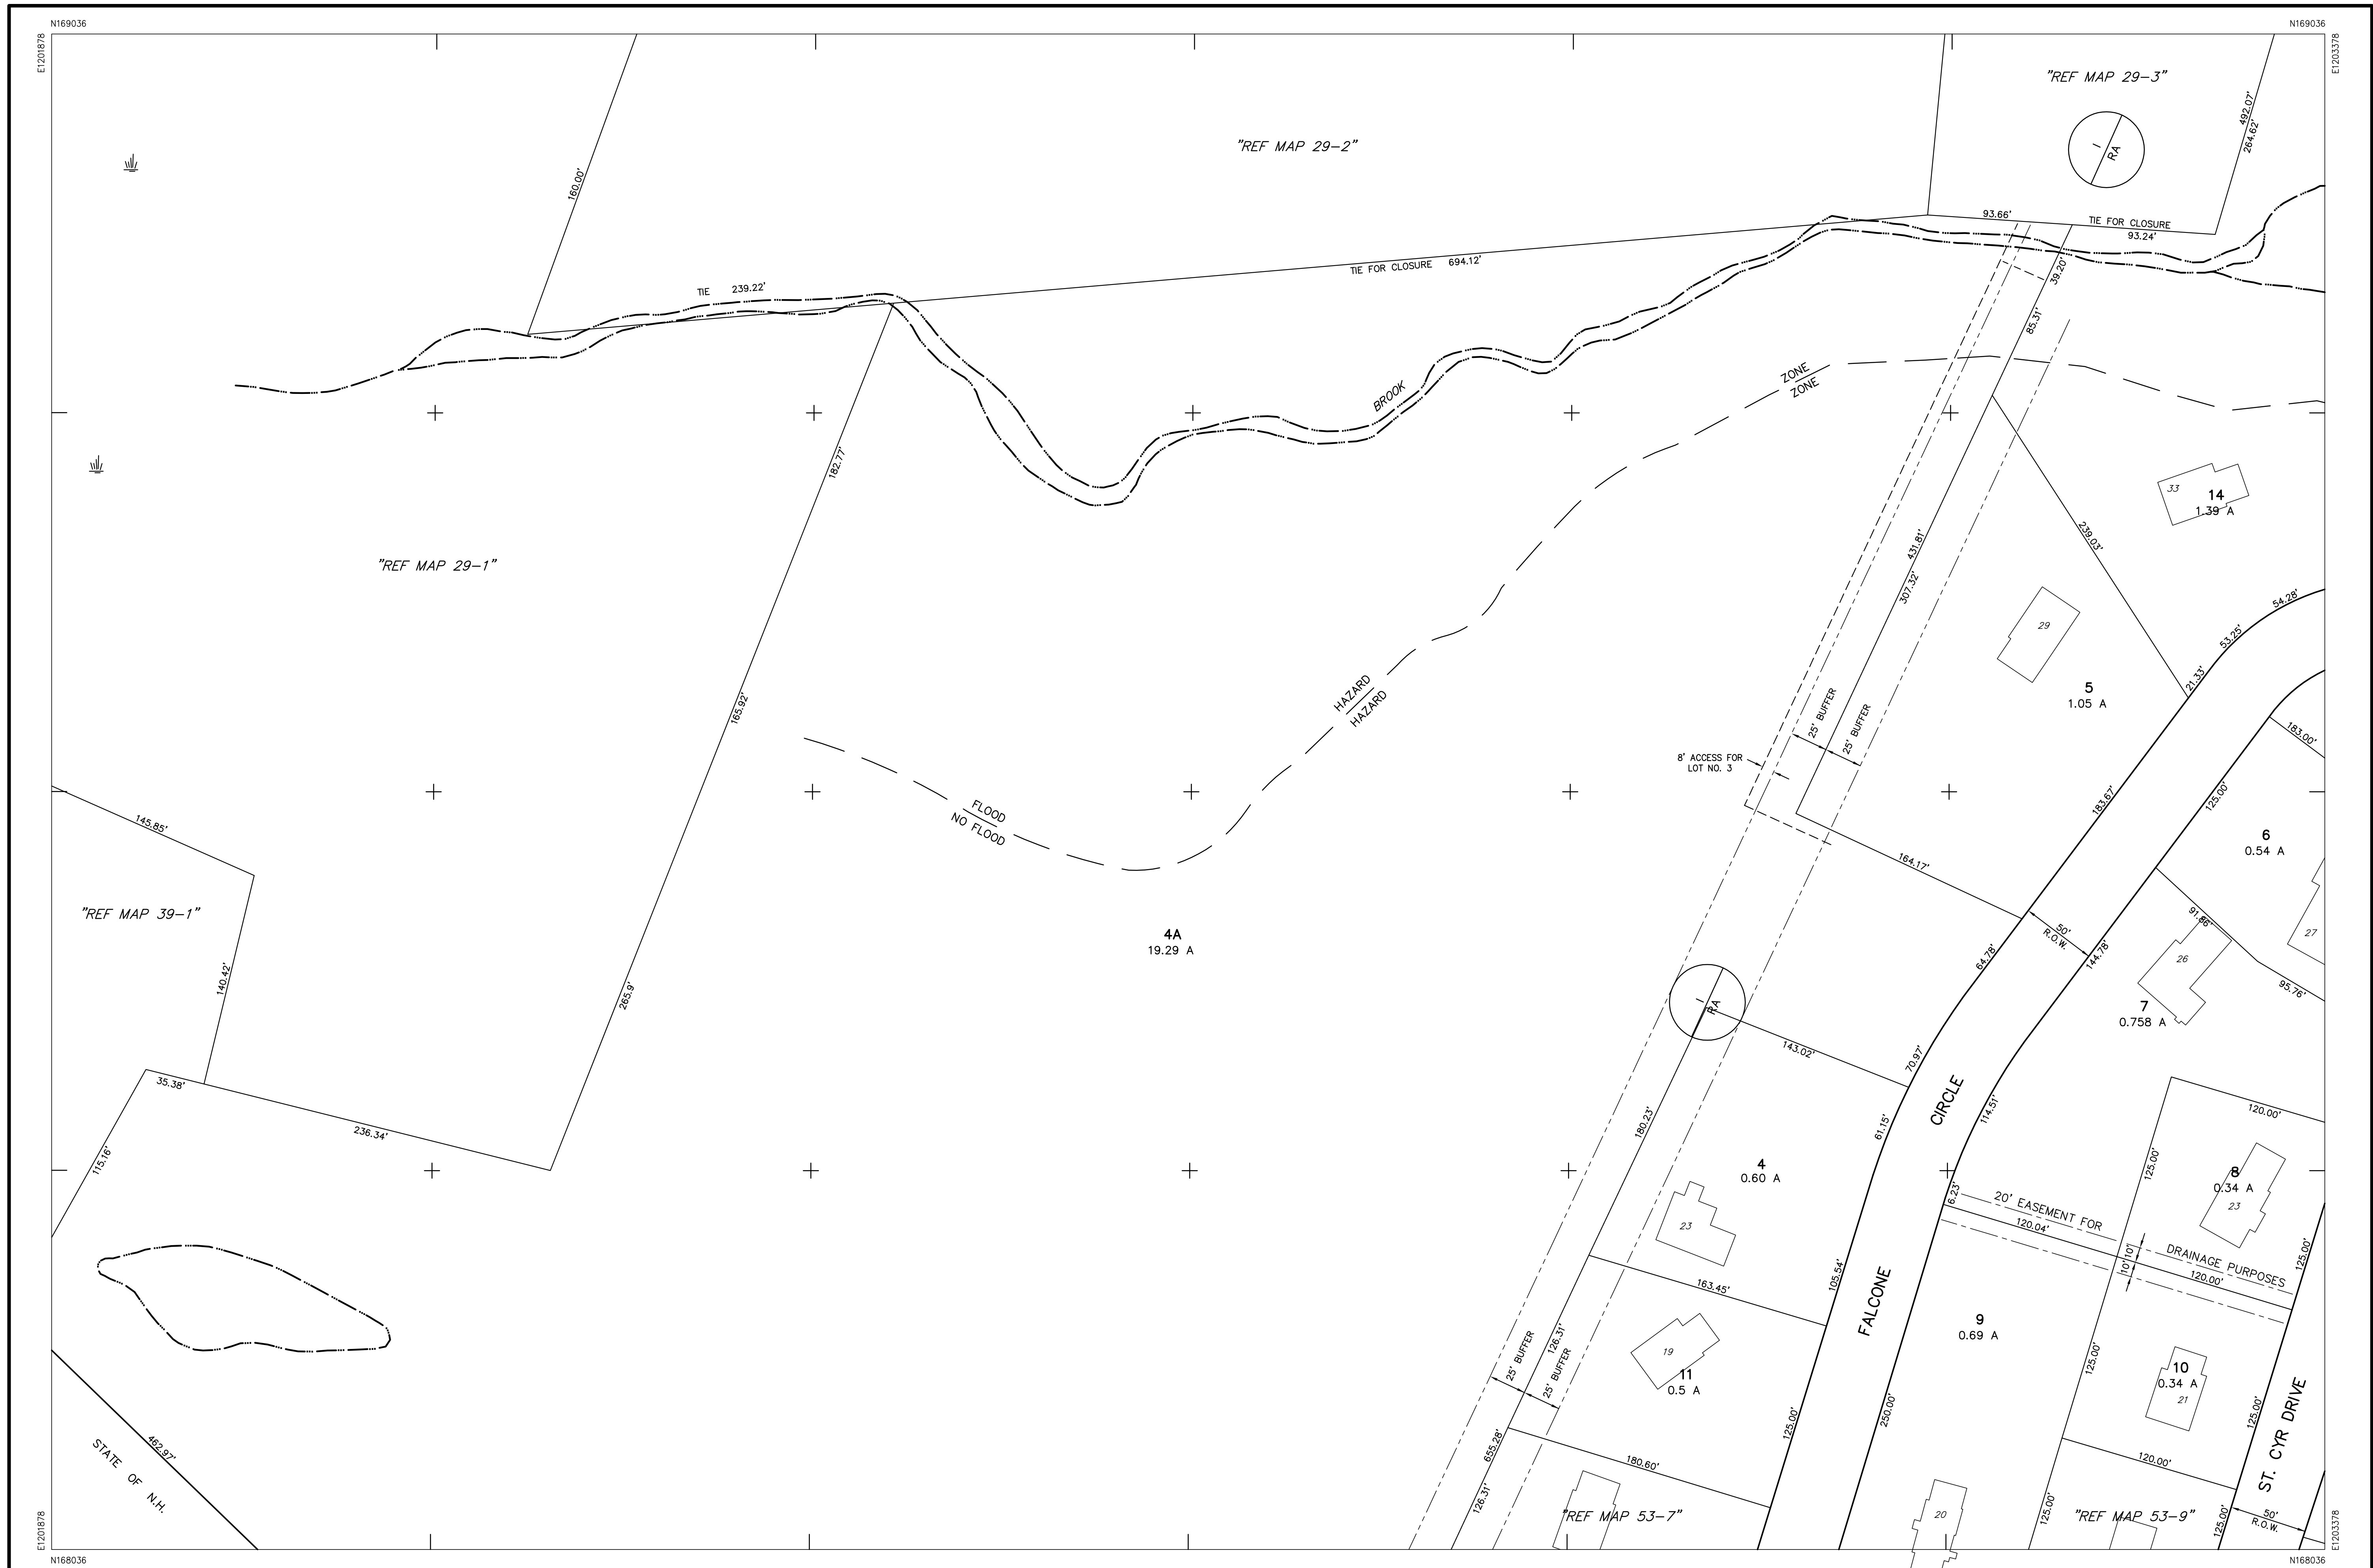 N169036
N169036
E1201878
E1203378
"REF MAP 29-3"
"REF MAP 29-2"
I
RA
492.07'
264.62'
160.00'
93.66'
TIE FOR CLOSURE
93.24'
TIE FOR CLOSURE 694.12'
TIE 239.22'
39.20'
85.31'
BROOK
ZONE
ZONE
182.77'
33
14
1.39 A
239.03'
431.81'
307.32'
"REF MAP 29-1"
54.28'
53.25'
21.33'
29
5
1.05 A
HAZARD
HAZARD
165.92'
25' BUFFER
25' BUFFER
183.00'
8' ACCESS FOR
LOT NO. 3
FLOOD
NO FLOOD
145.85'
183.67'
125.00'
6
0.54 A
164.17'
"REF MAP 39-1"
4A
19.29 A
91.86'
50'
R.O.W.
27
26
64.78'
144.78'
140.42'
265.9'
95.76'
I
RA
7
0.758 A
143.02'
70.97'
35.38'
236.34'
115.16'
CIRCLE
114.51'
120.00'
61.15'
180.23'
125.00'
4
0.60 A
8
0.34 A
23
23
6.23'
20' EASEMENT FOR
120.04'
DRAINAGE PURPOSES
10'
10'
120.00'
125.00'
105.54'
163.45'
FALCONE
9
0.69 A
126.31'
25' BUFFER
25' BUFFER
19
11
0.5 A
125.00'
10
0.34 A
21
125.00'
250.00'
125.00'
ST. CYR DRIVE
462.97'
STATE OF N.H.
655.28'
180.60'
120.00'
126.31'
"REF MAP 53-7"
20
125.00'
"REF MAP 53-9"
125.00'
50'
R.O.W.
E1201878
E1203378
N168036
N168036